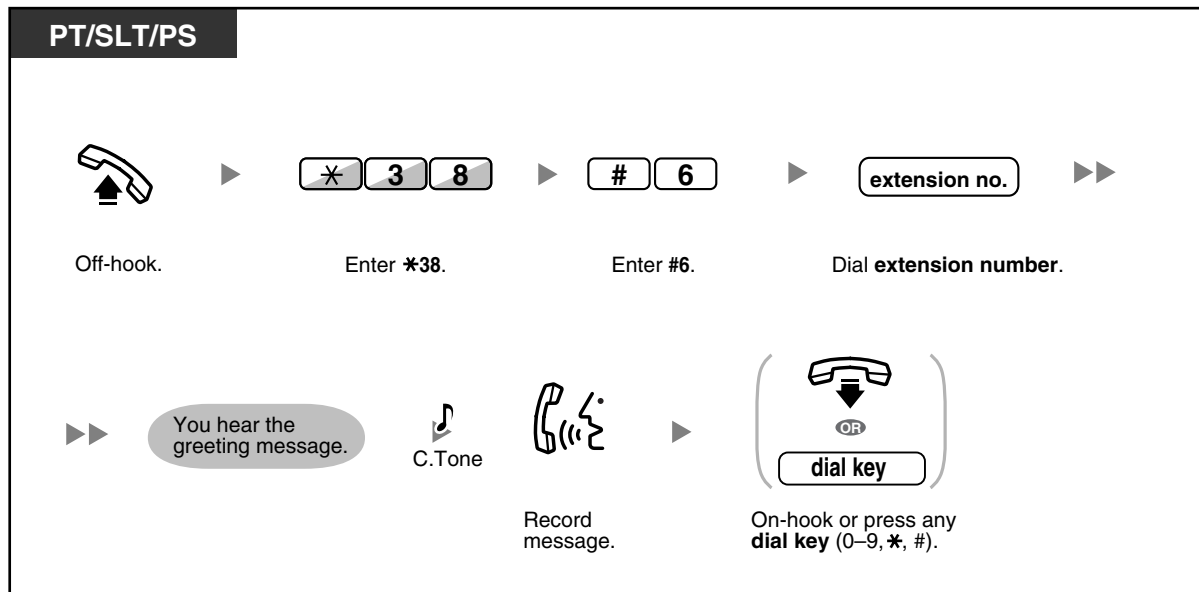 PT/SLT/PS
* 3 8
# 6
extension no.
Off-hook.
Enter *38.
Enter #6.
Dial extension number.
You hear the
greeting message.
C.Tone
OR
dial key
Record
message.
On-hook or press any
dial key (0–9, *, #).